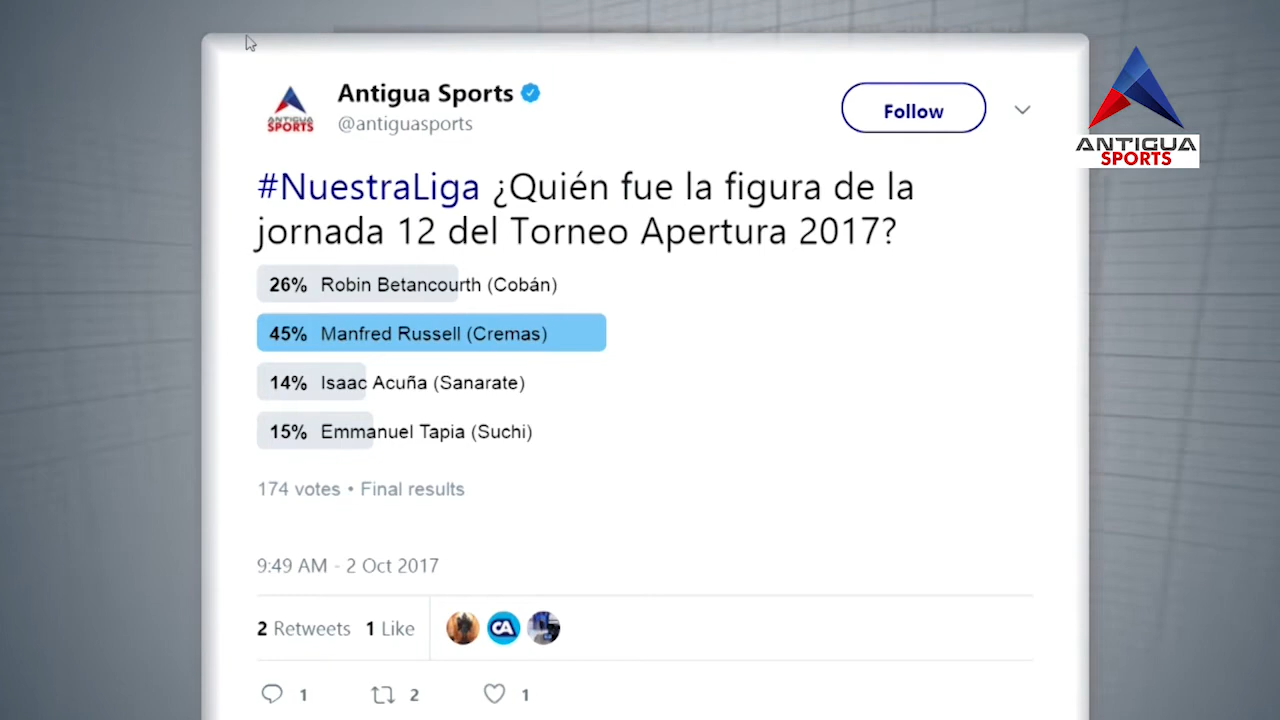 Antigua Sports
@antiguasports
Follow
ANTIGUA
SPORTS
ANTIGUA
SPORTS
#NuestraLiga ¿Quién fue la figura de la
jornada 12 del Torneo Apertura 2017?
26% Robin Betancourth (Cobán)
45% Manfred Russell (Cremas)
14% Isaac Acuña (Sanarate)
15% Emmanuel Tapia (Suchi)
174 votes • Final results
9:49 AM - 2 Oct 2017
2 Retweets 1 Like
CA
1 2 1